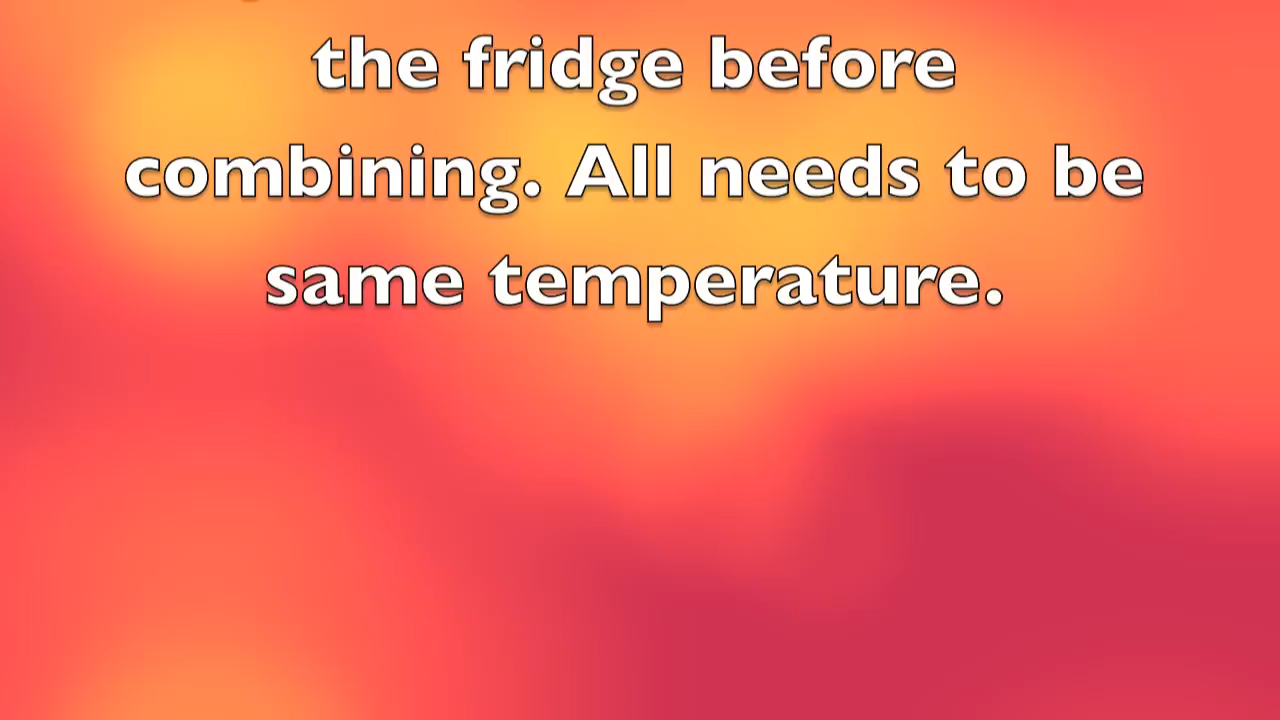 the fridge before
combining. All needs to be
same temperature.